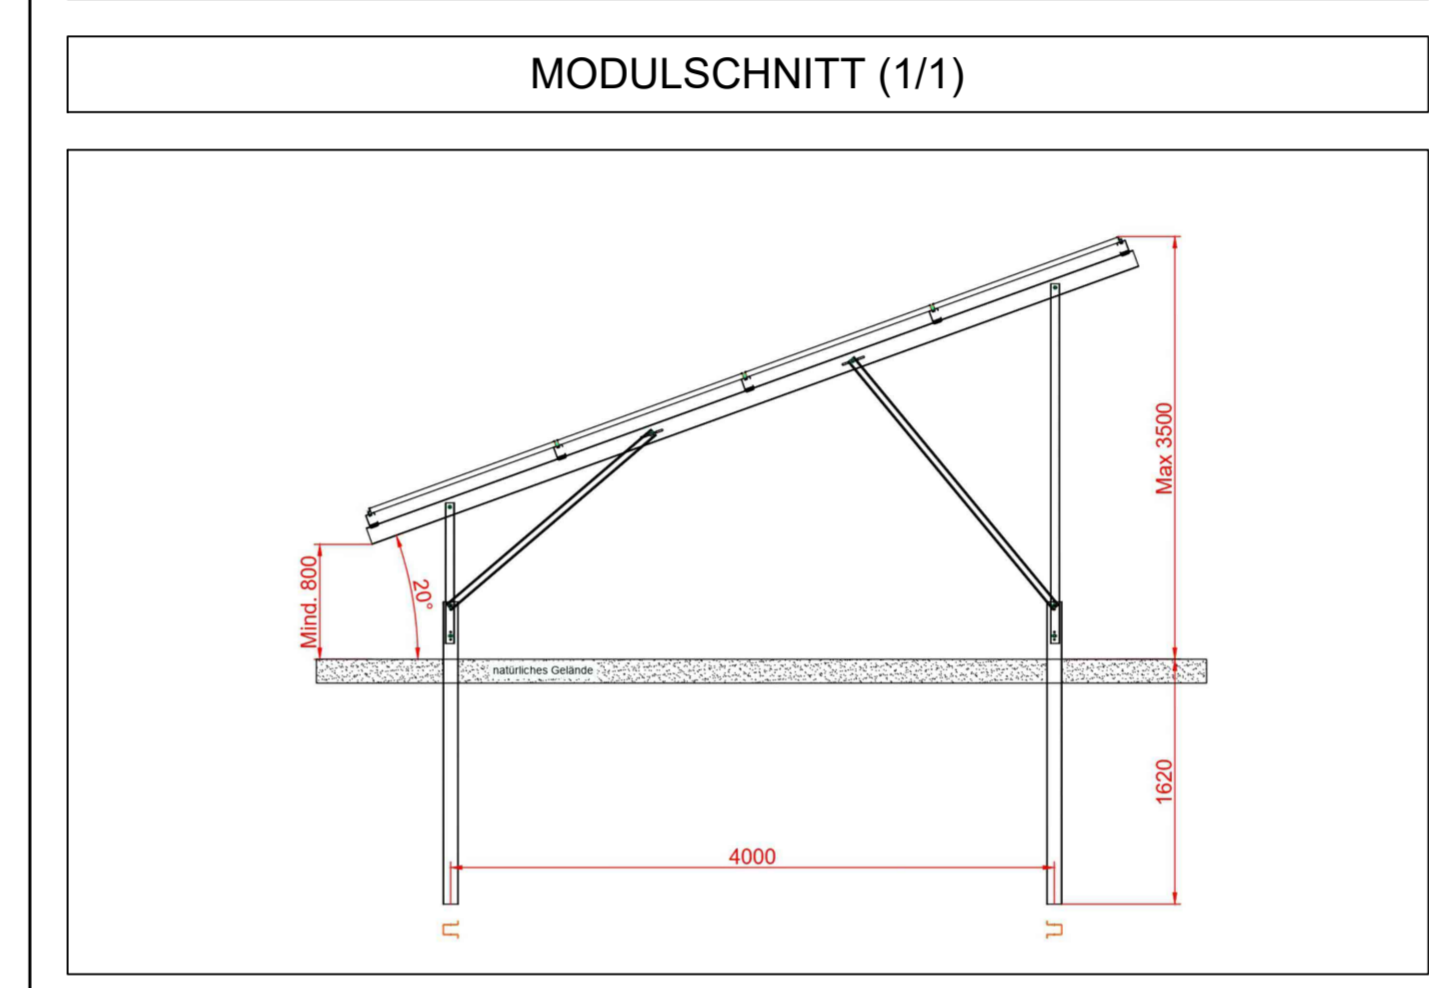 MODULSCHNITT (1/1)
Max 3500
Mind. 800
20°
natürliches Gelände
1620
4000